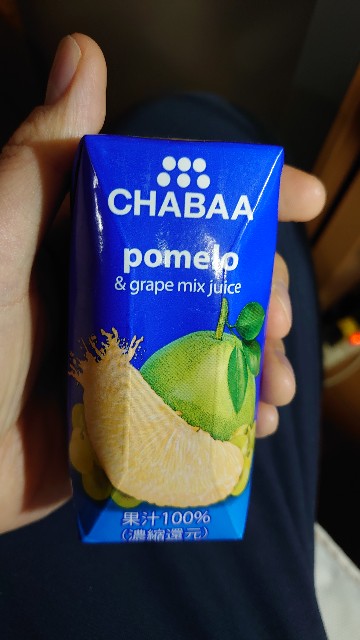 CHABAA
pomelo
& grape mix juice
果汁100%
(濃縮還元)